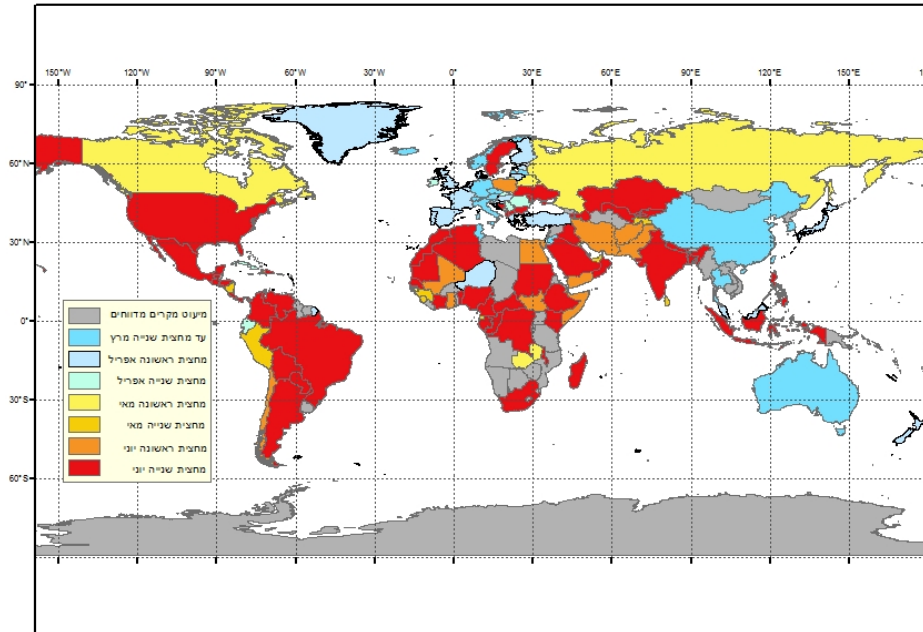 150°W 120°W 90°W 60°W 30°W 0° 30°E 60°E 90°E 120°E 150°E
90°
60°N
30°N
0°
30°S
60°S
מיעוט מקרים מדווחים
עד מחצית שנייה מרץ
מחצית ראשונה אפריל
מחצית שנייה אפריל
מחצית ראשונה מאי
מחצית שנייה מאי
מחצית ראשונה יוני
מחצית שנייה יוני